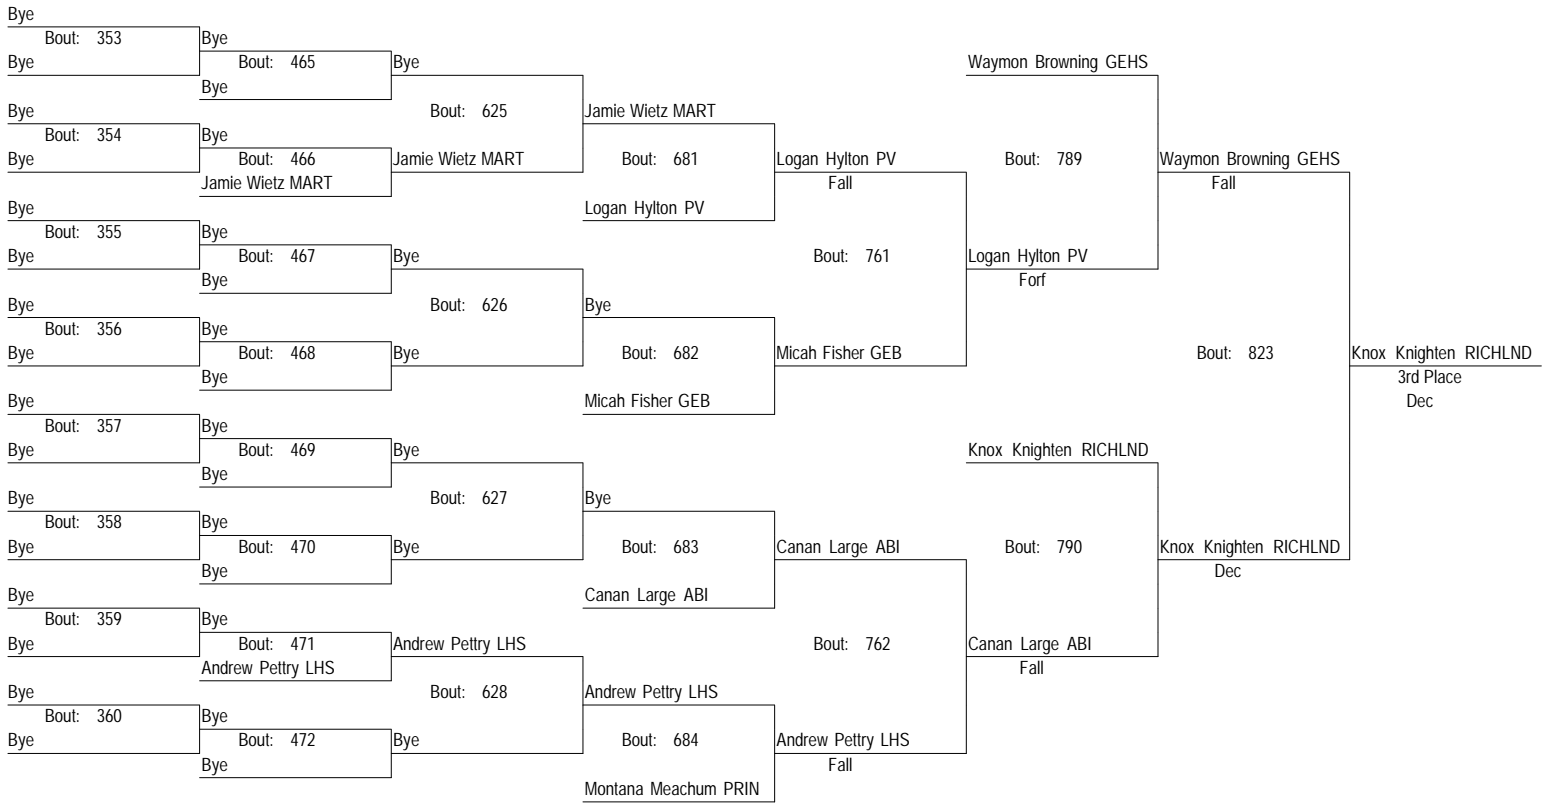 Bye
Bout: 353
Bye
Bye
Bout: 354
Bye
Bye
Bout: 355
Bye
Bye
Bout: 356
Bye
Bye
Bout: 357
Bye
Bye
Bout: 358
Bye
Bye
Bout: 359
Bye
Bye
Bout: 360
Bye
Bye
Bout: 465
Bye
Bye
Bout: 466
Jamie Wietz MART
Bye
Bout: 467
Bye
Bye
Bout: 468
Bye
Bye
Bout: 469
Bye
Bye
Bout: 470
Bye
Bye
Bout: 471
Andrew Pettry LHS
Bye
Bout: 472
Bye
Bye
Bout: 625
Jamie Wietz MART
Bye
Bout: 626
Bye
Bye
Bout: 627
Bye
Andrew Pettry LHS
Bout: 628
Bye
Jamie Wietz MART
Bout: 681
Logan Hylton PV
Bye
Bout: 682
Micah Fisher GEB
Bye
Bout: 683
Canan Large ABI
Andrew Pettry LHS
Bout: 684
Montana Meachum PRIN
Logan Hylton PV
Fall
Bout: 761
Micah Fisher GEB
Canan Large ABI
Bout: 762
Andrew Pettry LHS
Fall
Waymon Browning GEHS
Bout: 789
Logan Hylton PV
Forf
Knox Knighten RICHLND
Bout: 790
Canan Large ABI
Fall
Waymon Browning GEHS
Fall
Bout: 823
Knox Knighten RICHLND
Dec
Knox Knighten RICHLND
3rd Place
Dec